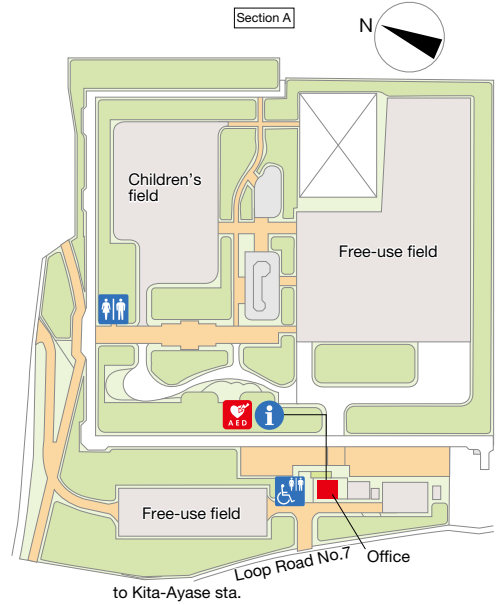 Section A
N
Children's
field
Free-use field
AED
i
Free-use field
Loop Road No.7
Office
to Kita-Ayase sta.